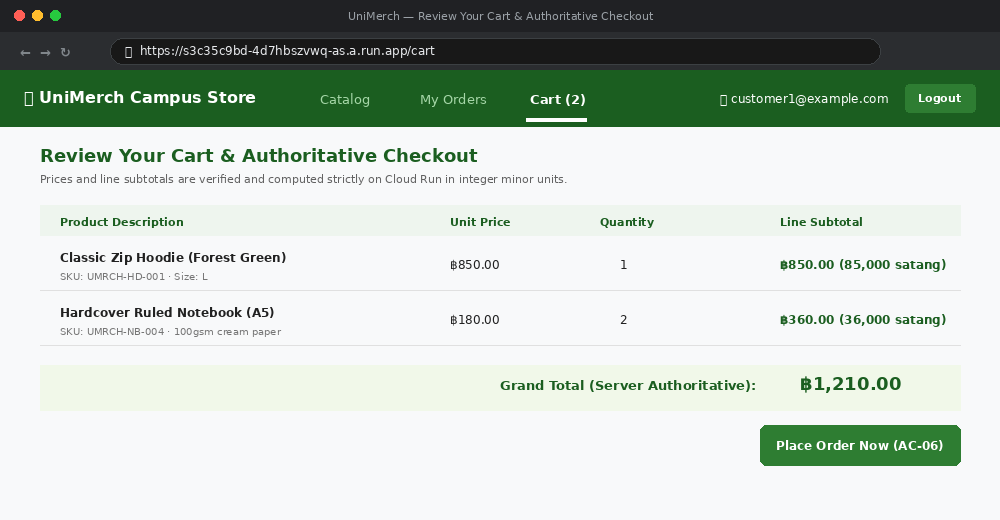 UniMerch — Review Your Cart & Authoritative Checkout
← → ↻ https://s3c35c9bd-4d7hbszvwq-as.a.run.app/cart
UniMerch Campus Store Catalog My Orders Cart (2) customer1@example.com Logout
Review Your Cart & Authoritative Checkout
Prices and line subtotals are verified and computed strictly on Cloud Run in integer minor units.
Product Description Unit Price Quantity Line Subtotal
Classic Zip Hoodie (Forest Green)
SKU: UMRCH-HD-001 · Size: L
฿850.00 1 ฿850.00 (85,000 satang)
Hardcover Ruled Notebook (A5)
SKU: UMRCH-NB-004 · 100gsm cream paper
฿180.00 2 ฿360.00 (36,000 satang)
Grand Total (Server Authoritative): ฿1,210.00
Place Order Now (AC-06)